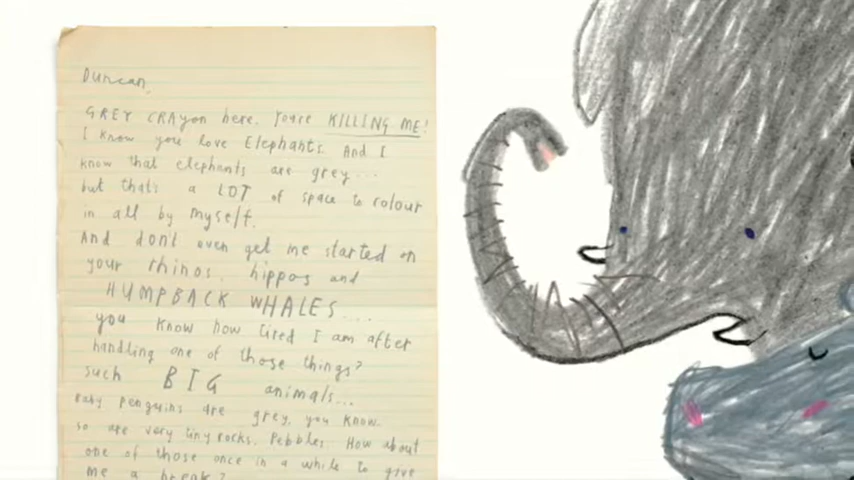 Duncan,
GREY CRAYON here. You're KILLING ME!
I know you love Elephants. And I
know that elephants are grey...
but that's a LOT of space to colour
in all by myself.
And don't even get me started on
your rhinos, hippos and
HUMPBACK WHALES....
you know how tired I am after
handling one of those things?
such BIG animals...
Baby penguins are grey, you know.
so are very tiny rocks. Pebbles. How about
one of those once in a while to give
me a break?